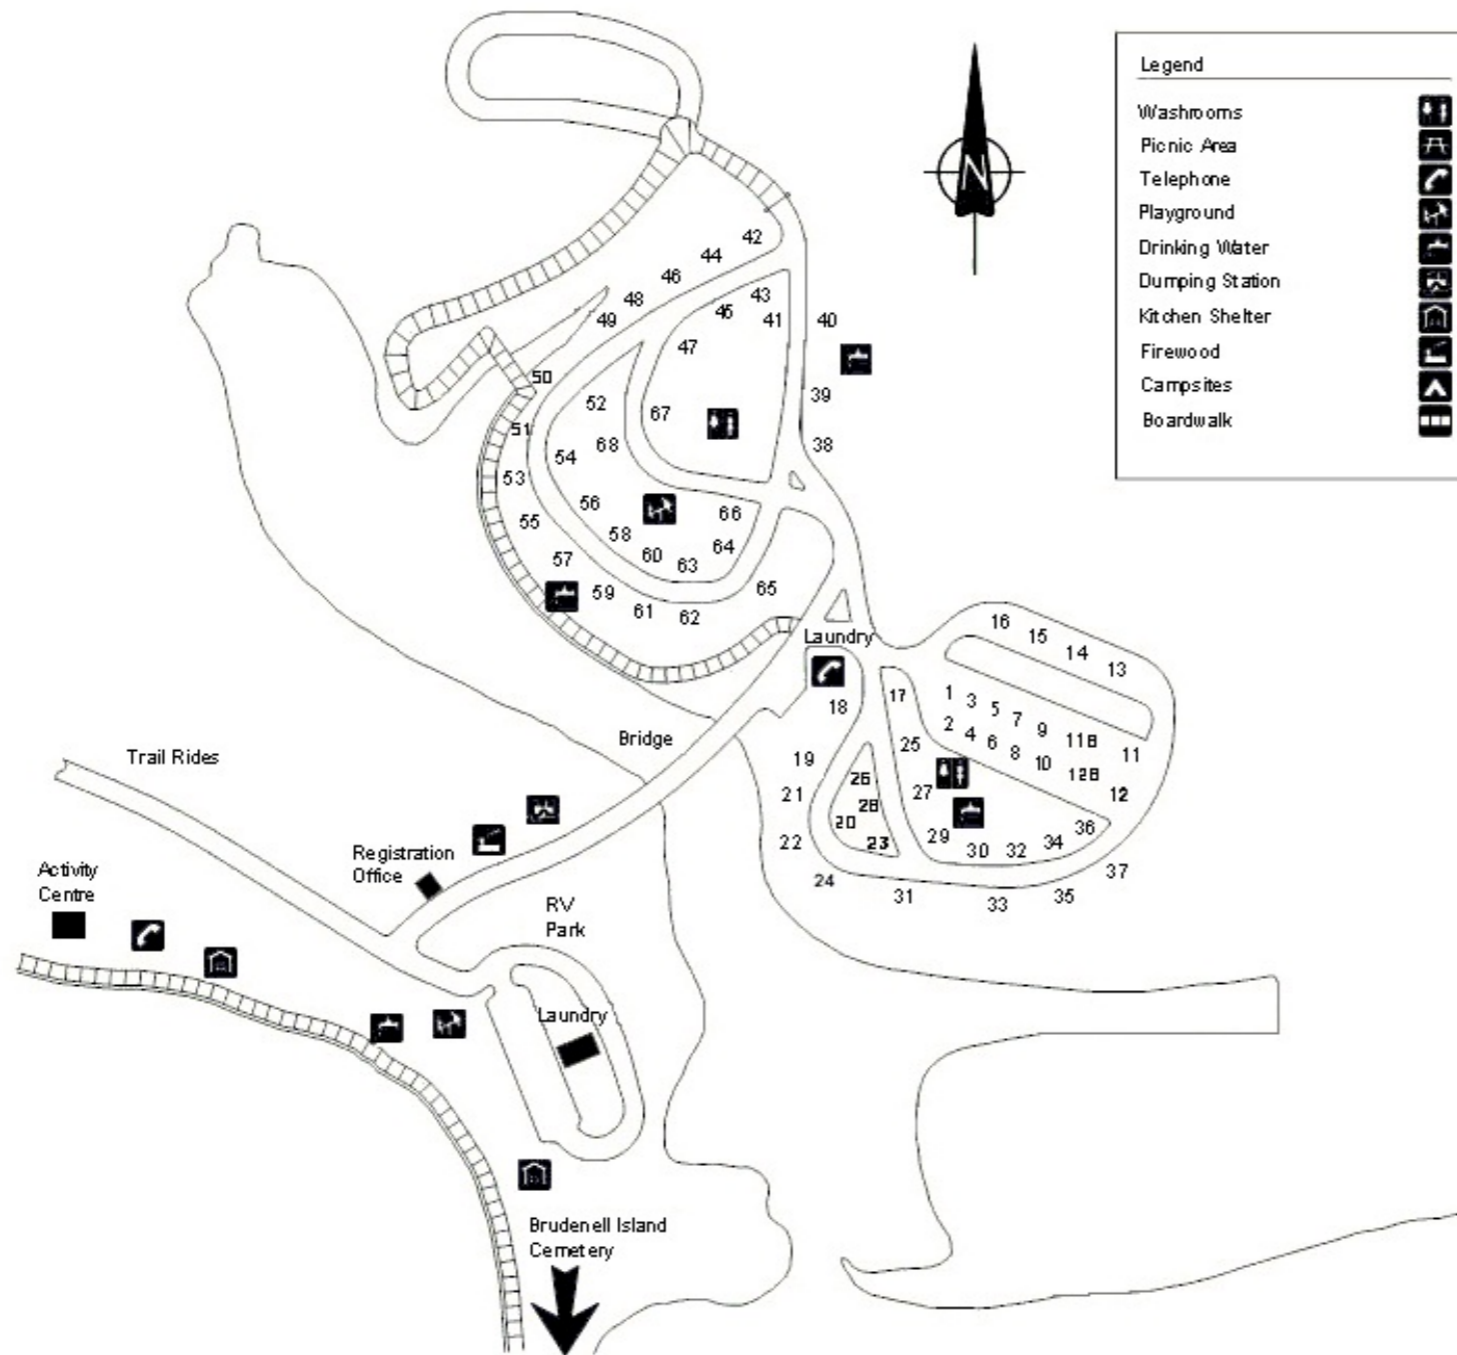 Legend
Washrooms
Picnic Area
Telephone
Playground
Drinking Water
Dumping Station
Kitchen Shelter
Firewood
Campsites
Boardwalk
N
42
44
46
43
48
45
41
40
49
47
50
39
52
67
51
68
38
54
53
56
66
55
58
64
60
63
57
65
59
61
62
16
15
14
13
Laundry
17
1
3
5
7
9
11B
11
18
2
4
6
8
10
12B
12
25
19
26
27
21
28
20
23
29
30
32
34
36
22
24
31
33
35
37
Bridge
Trail Rides
Registration
Office
Activity
Centre
RV
Park
Laundry
Brudenell Island
Cemetery